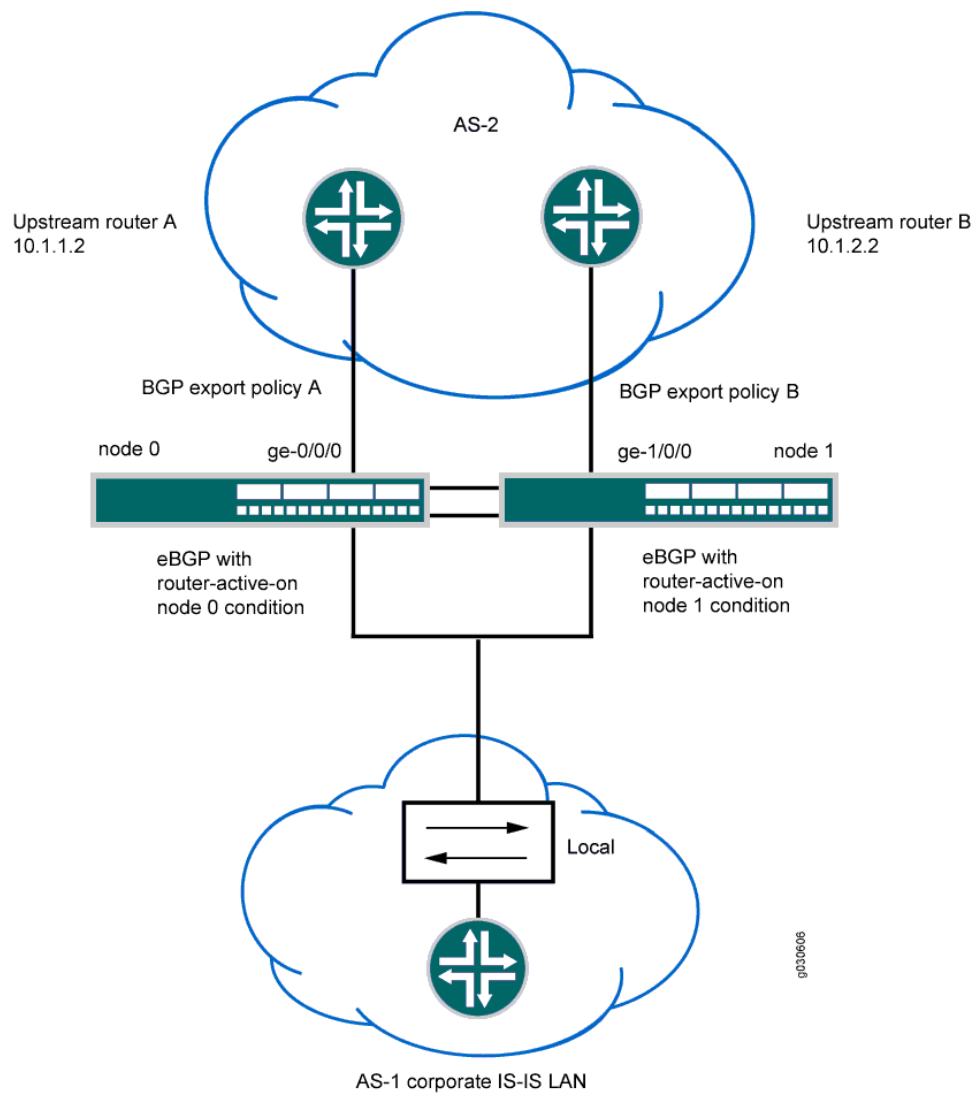 AS-2
Upstream router A
10.1.1.2
Upstream router B
10.1.2.2
BGP export policy A
BGP export policy B
node 0
ge-0/0/0
ge-1/0/0
node 1
eBGP with
router-active-on
node 0 condition
eBGP with
router-active-on
node 1 condition
Local
g030606
AS-1 corporate IS-IS LAN